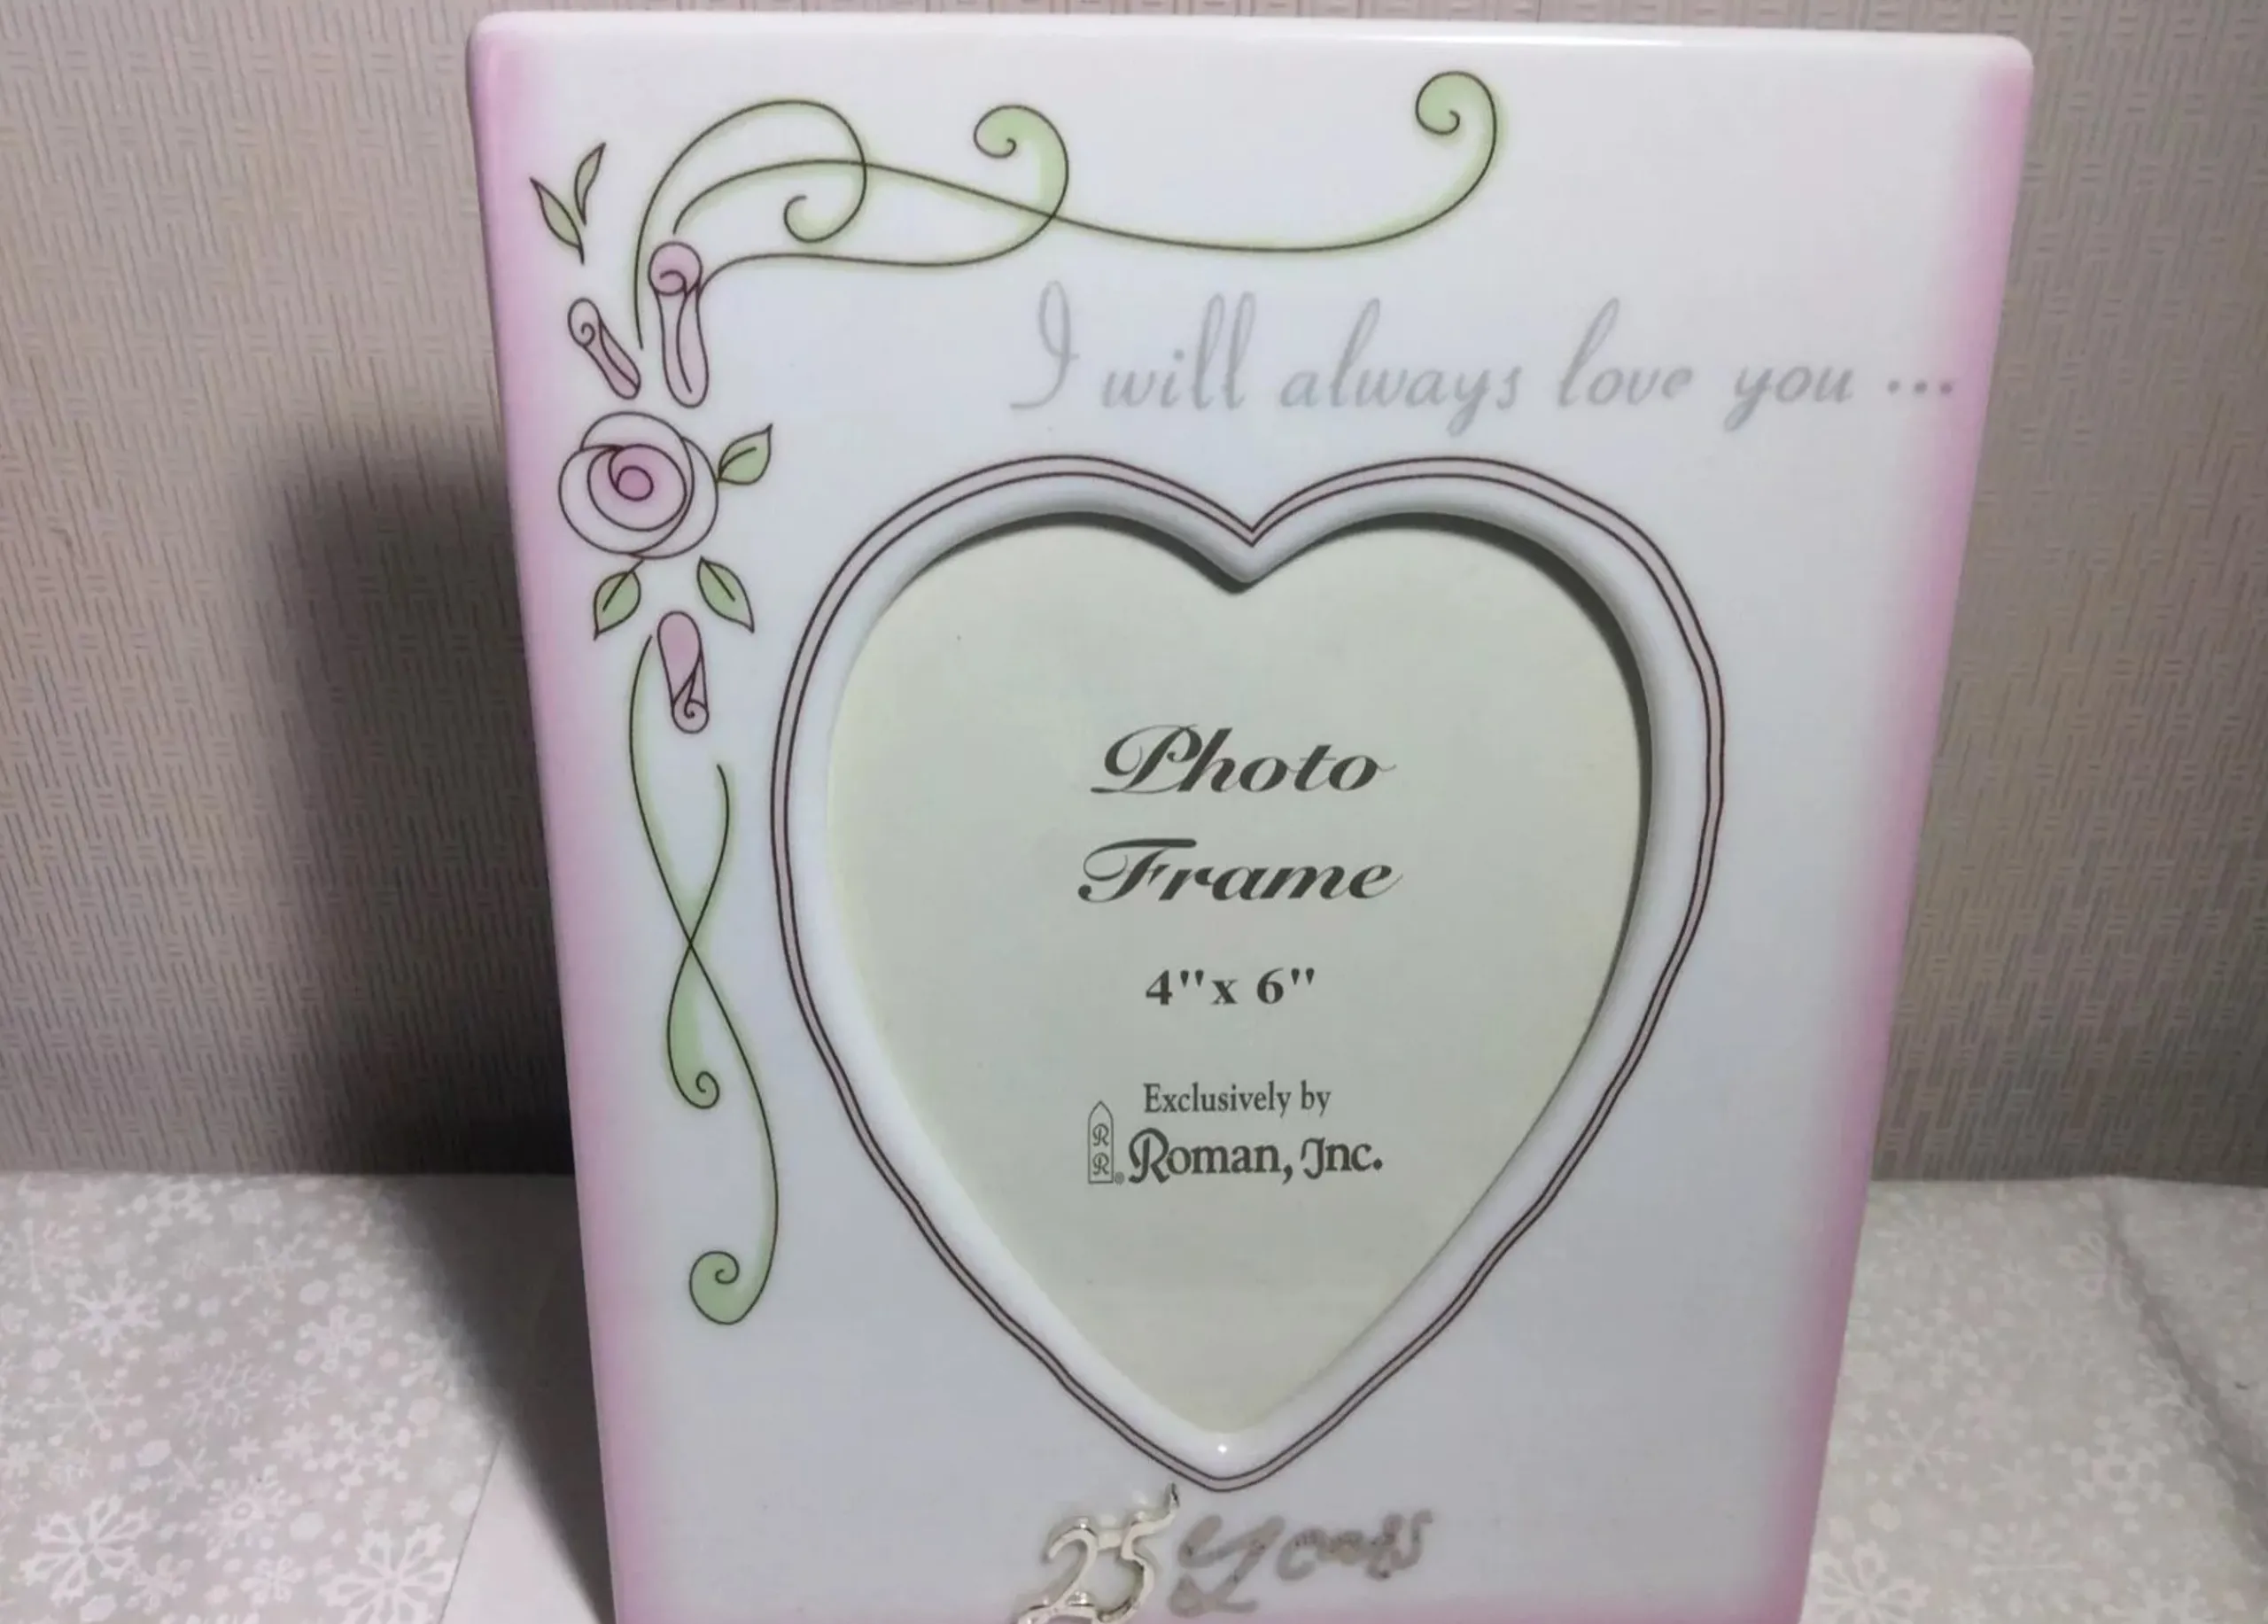 I will always love you ...
Photo
Frame
4"x 6"
Exclusively by
R
R
® Roman, Inc.
25 Years